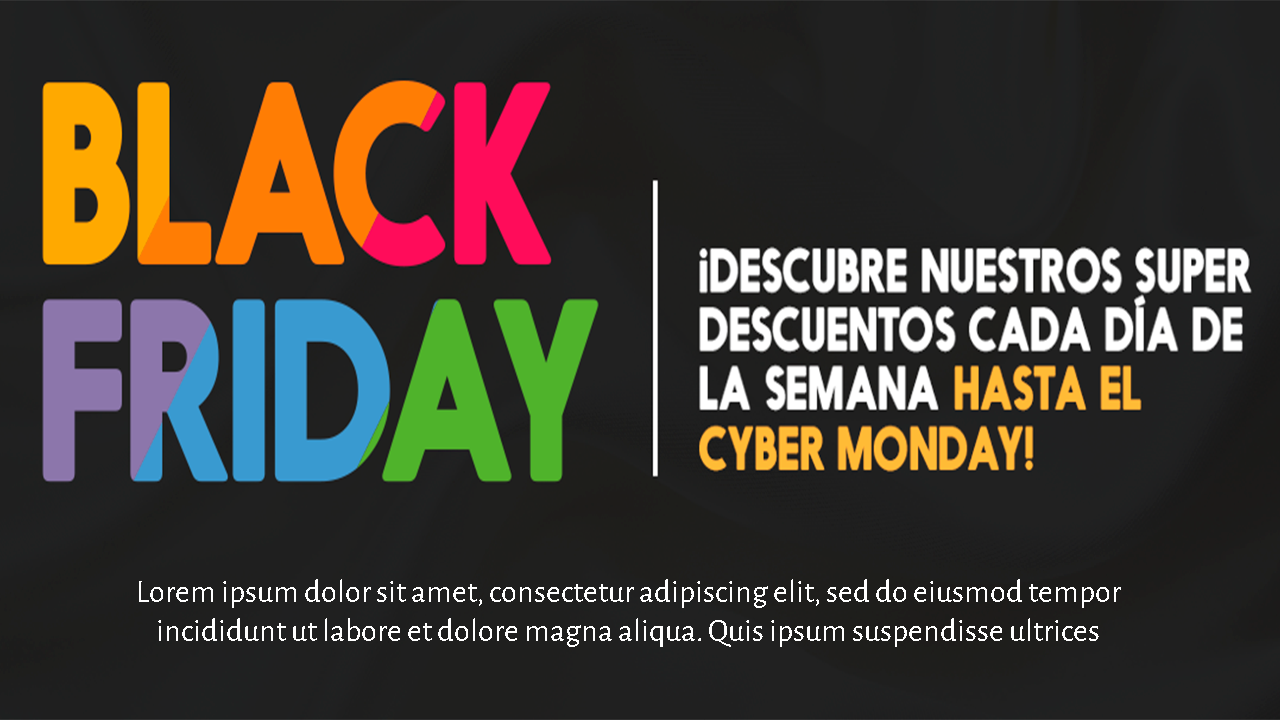 BLACK
FRIDAY
¡DESCUBRE NUESTROS SUPER
DESCUENTOS CADA DÍA DE
LA SEMANA HASTA EL
CYBER MONDAY!
Lorem ipsum dolor sit amet, consectetur adipiscing elit, sed do eiusmod tempor
incididunt ut labore et dolore magna aliqua. Quis ipsum suspendisse ultrices